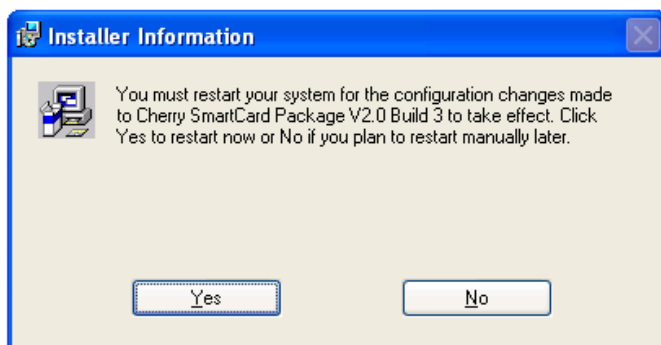 Installer Information
You must restart your system for the configuration changes made
to Cherry SmartCard Package V2.0 Build 3 to take effect. Click
Yes to restart now or No if you plan to restart manually later.
Yes
No